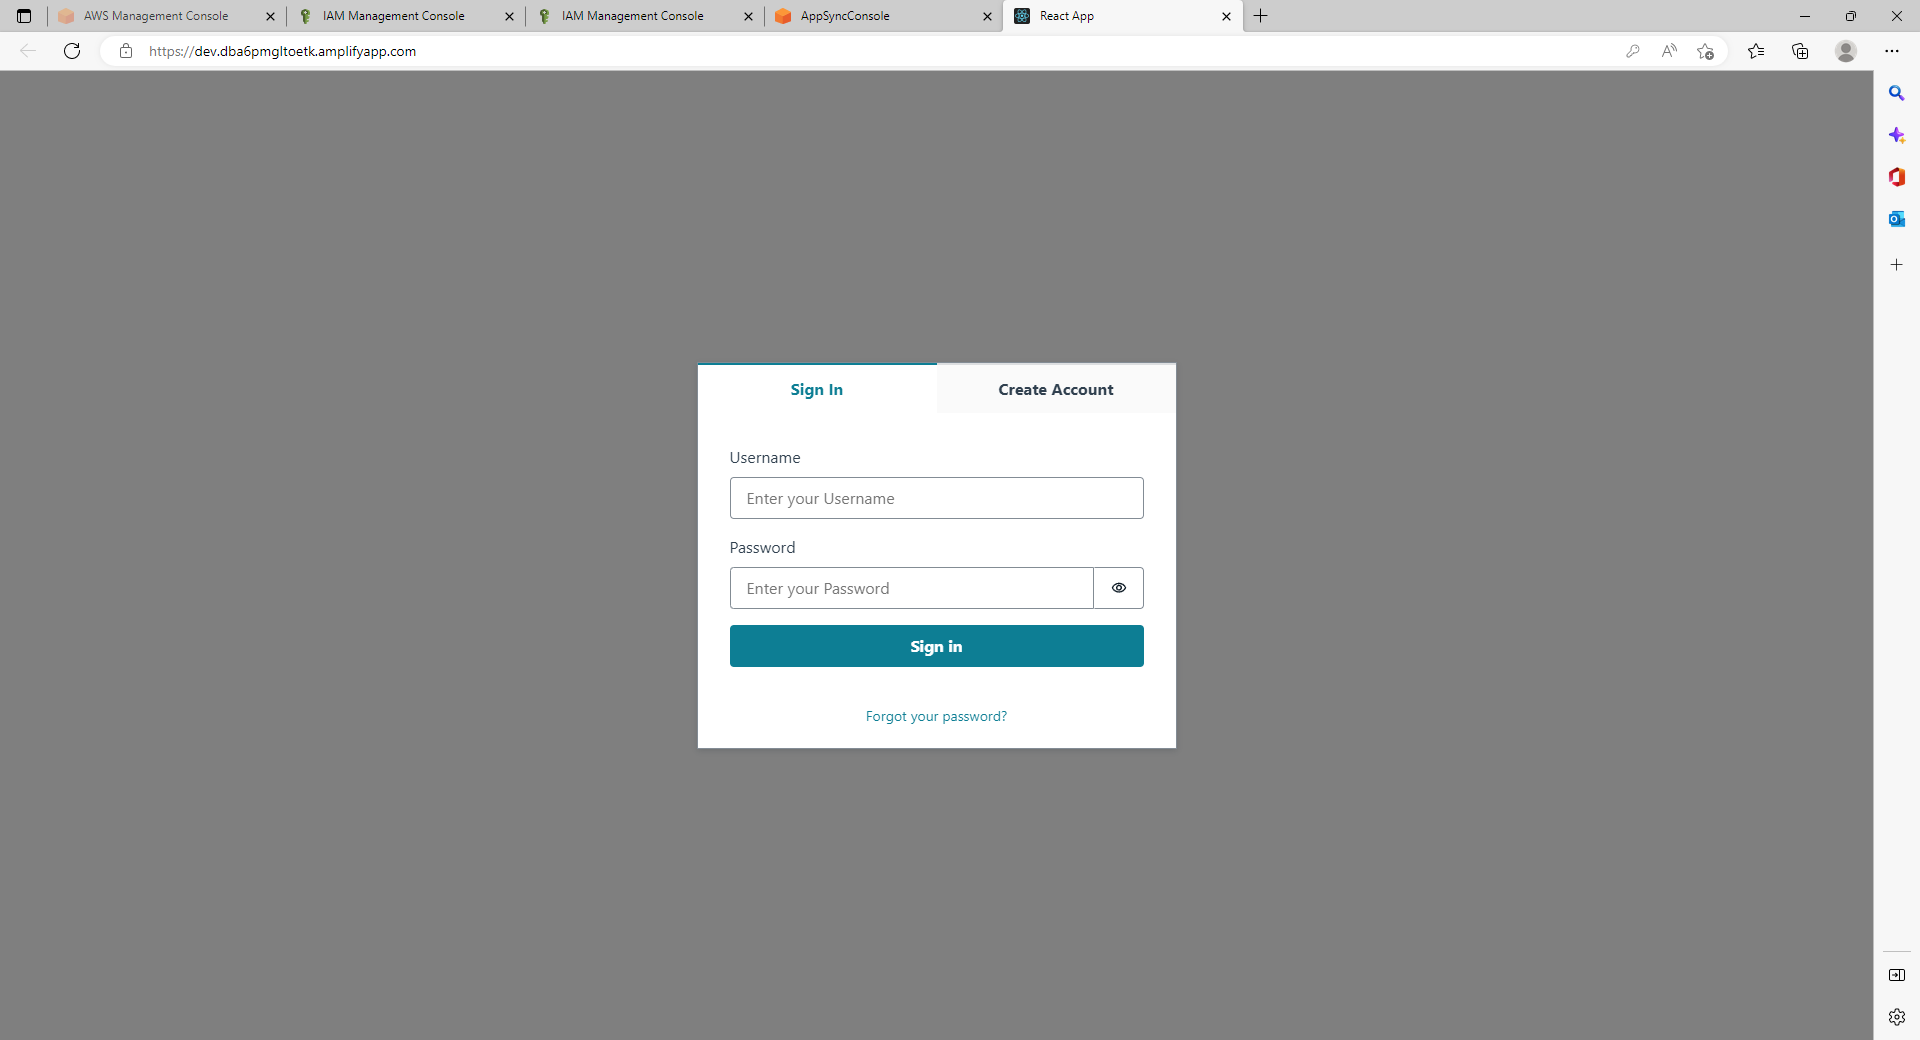 AWS Management Console
IAM Management Console
IAM Management Console
AppSyncConsole
React App
https://dev.dba6pmgltoetk.amplifyapp.com
Sign In
Create Account
Username
Enter your Username
Password
Enter your Password
Sign in
Forgot your password?